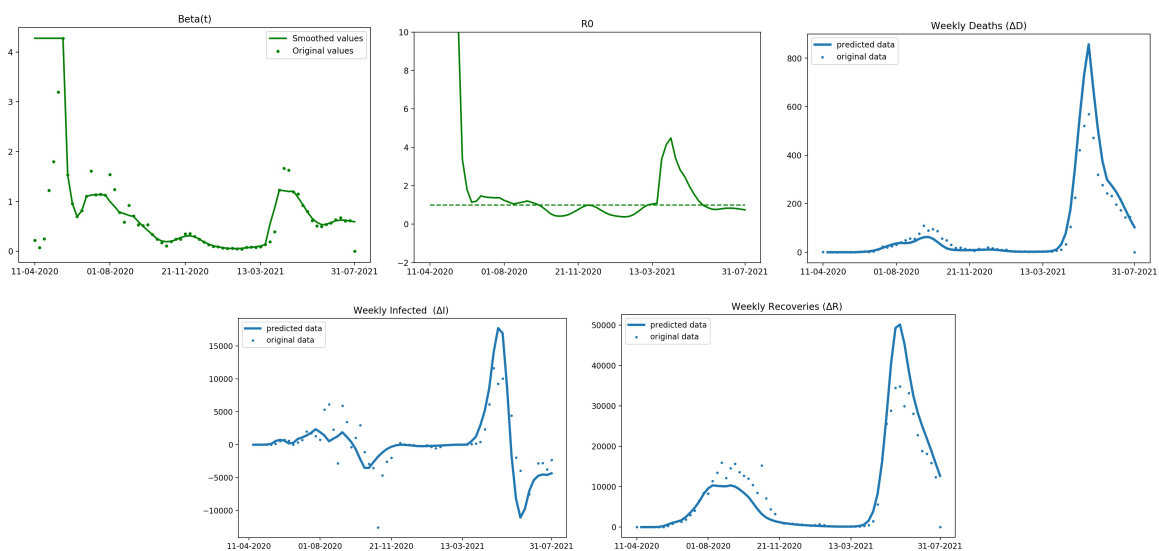 Beta(t)
Smoothed values
Original values
4
3
2
1
0
11-04-2020 01-08-2020 21-11-2020 13-03-2021 31-07-2021
R0
10
8
6
4
2
0
−2
11-04-2020 01-08-2020 21-11-2020 13-03-2021 31-07-2021
Weekly Deaths (ΔD)
predicted data
original data
800
600
400
200
0
11-04-2020 01-08-2020 21-11-2020 13-03-2021 31-07-2021
Weekly Infected (ΔI)
predicted data
original data
15000
10000
5000
0
−5000
−10000
11-04-2020 01-08-2020 21-11-2020 13-03-2021 31-07-2021
Weekly Recoveries (ΔR)
predicted data
original data
50000
40000
30000
20000
10000
0
11-04-2020 01-08-2020 21-11-2020 13-03-2021 31-07-2021